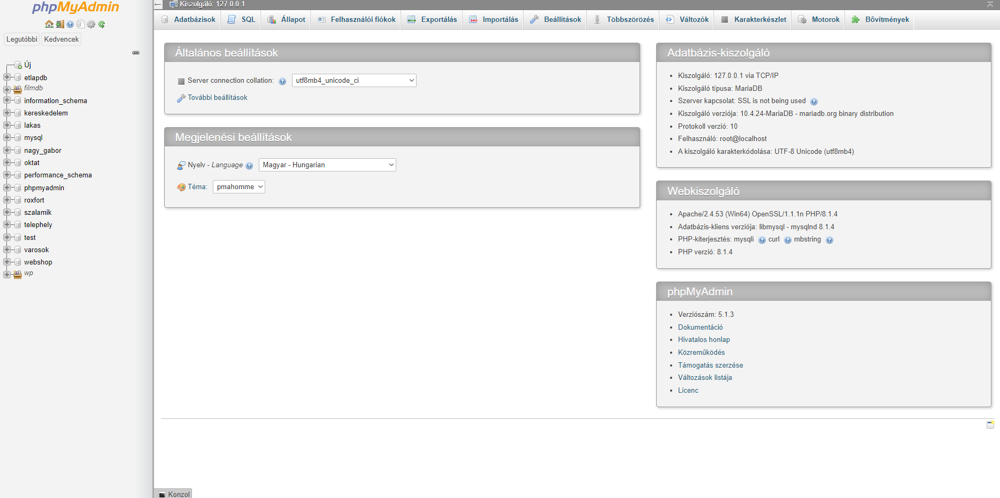 phpMyAdmin
Legutóbbi Kedvencek
Új
etlapdb
filmdb
information_schema
kereskedelem
lakas
mysql
nagy_gabor
oktat
performance_schema
phpmyadmin
roxfort
szalamik
telephely
test
varosok
webshop
wp
Kiszolgáló: 127.0.0.1
Adatbázisok SQL Állapot Felhasználói fiókok Exportálás Importálás Beállítások Többszörözés Változók Karakterkészlet Motorok Bővítmények
Általános beállítások
Server connection collation: utf8mb4_unicode_ci
További beállítások
Megjelenési beállítások
Nyelv - Language Magyar - Hungarian
Téma: pmahomme
Adatbázis-kiszolgáló
Kiszolgáló: 127.0.0.1 via TCP/IP
Kiszolgáló típusa: MariaDB
Szerver kapcsolat: SSL is not being used
Kiszolgáló verziója: 10.4.24-MariaDB - mariadb.org binary distribution
Protokoll verzió: 10
Felhasználó: root@localhost
A kiszolgáló karakterkódolása: UTF-8 Unicode (utf8mb4)
Webkiszolgáló
Apache/2.4.53 (Win64) OpenSSL/1.1.1n PHP/8.1.4
Adatbázis-kliens verziója: libmysql - mysqlnd 8.1.4
PHP-kiterjesztés: mysqli curl mbstring
PHP verzió: 8.1.4
phpMyAdmin
Verziószám: 5.1.3
Dokumentáció
Hivatalos honlap
Közreműködés
Támogatás szerzése
Változások listája
Licenc
Konzol